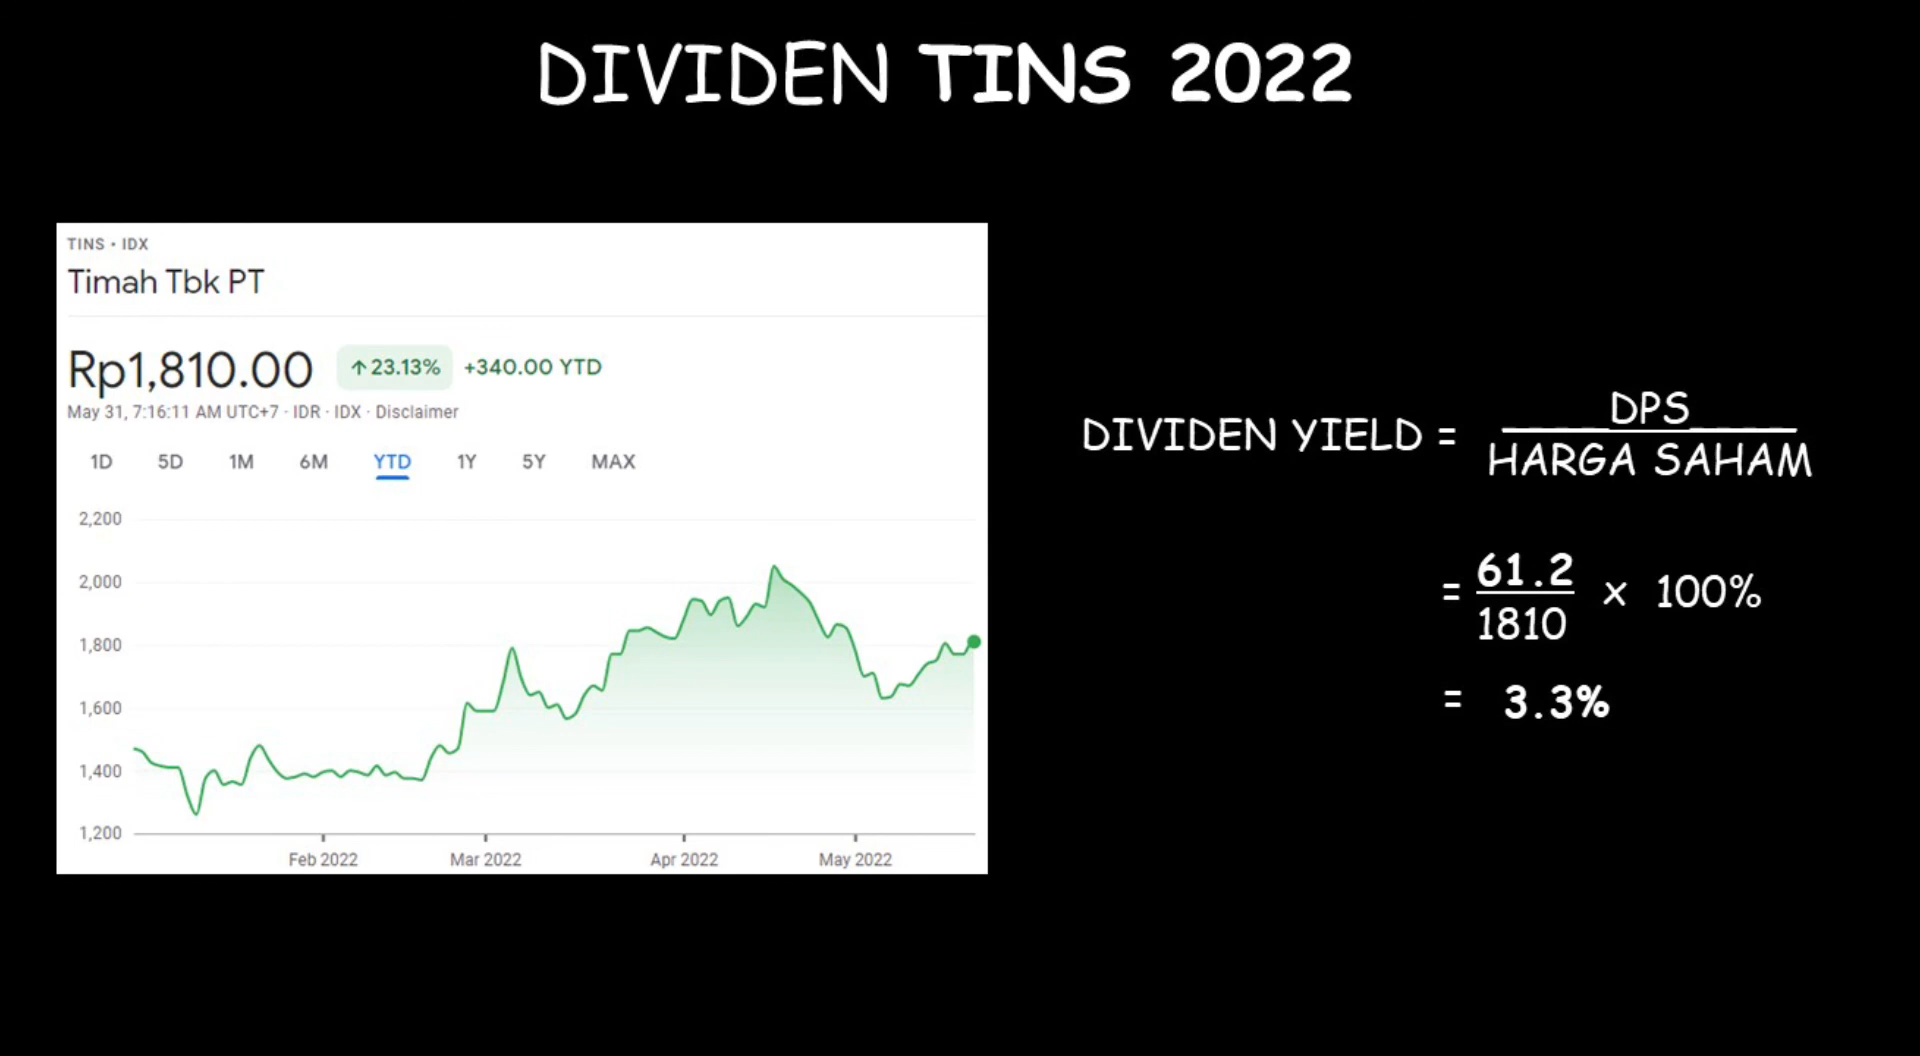 DIVIDEN TINS 2022
TINS • IDX
Timah Tbk PT
Rp1,810.00 ↑23.13% +340.00 YTD
May 31, 7:16:11 AM UTC+7 · IDR · IDX · Disclaimer
1D 5D 1M 6M YTD 1Y 5Y MAX
2,200
2,000
1,800
1,600
1,400
1,200
Feb 2022 Mar 2022 Apr 2022 May 2022
DIVIDEN YIELD = DPS
HARGA SAHAM
= 61.2 x 100%
1810
= 3.3%